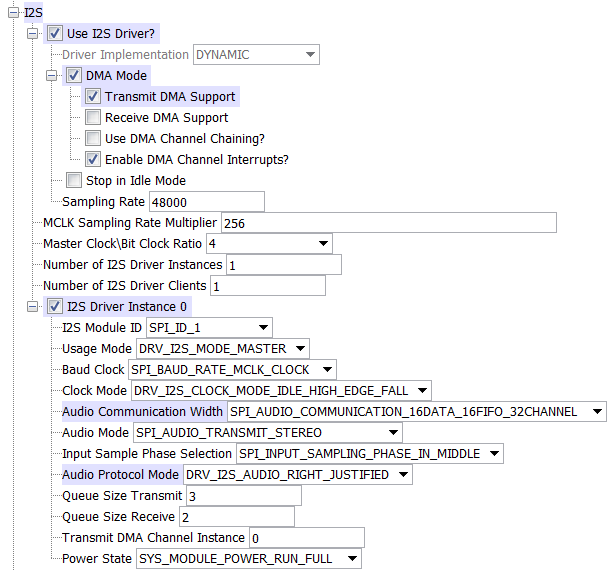 I2S
Use I2S Driver?
Driver Implementation DYNAMIC
DMA Mode
Transmit DMA Support
Receive DMA Support
Use DMA Channel Chaining?
Enable DMA Channel Interrupts?
Stop in Idle Mode
Sampling Rate 48000
MCLK Sampling Rate Multiplier 256
Master Clock\Bit Clock Ratio 4
Number of I2S Driver Instances 1
Number of I2S Driver Clients 1
I2S Driver Instance 0
I2S Module ID SPI_ID_1
Usage Mode DRV_I2S_MODE_MASTER
Baud Clock SPI_BAUD_RATE_MCLK_CLOCK
Clock Mode DRV_I2S_CLOCK_MODE_IDLE_HIGH_EDGE_FALL
Audio Communication Width SPI_AUDIO_COMMUNICATION_16DATA_16FIFO_32CHANNEL
Audio Mode SPI_AUDIO_TRANSMIT_STEREO
Input Sample Phase Selection SPI_INPUT_SAMPLING_PHASE_IN_MIDDLE
Audio Protocol Mode DRV_I2S_AUDIO_RIGHT_JUSTIFIED
Queue Size Transmit 3
Queue Size Receive 2
Transmit DMA Channel Instance 0
Power State SYS_MODULE_POWER_RUN_FULL